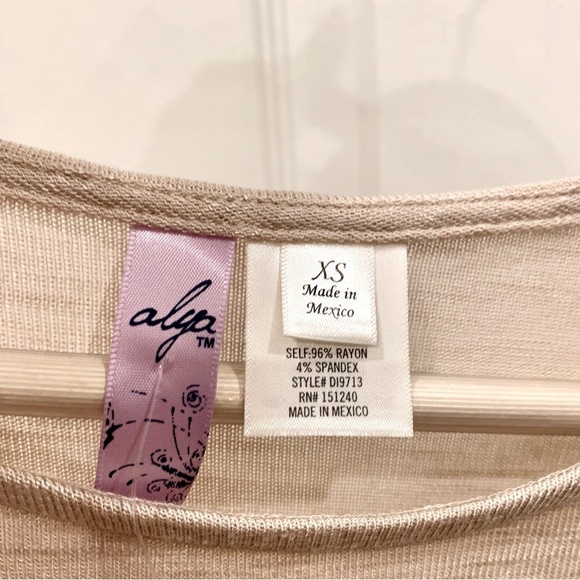 alya
TM
XS
Made in
Mexico
SELF:96% RAYON
4% SPANDEX
STYLE# DI9713
RN# 151240
MADE IN MEXICO